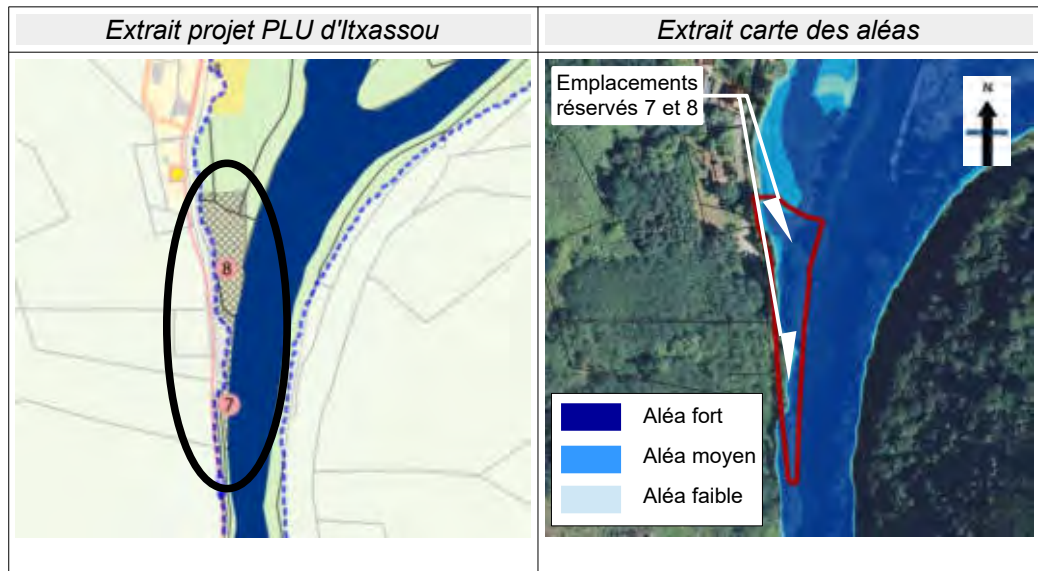 Extrait projet PLU d'Itxassou
Extrait carte des aléas
8
7
Emplacements
réservés 7 et 8
N
Aléa fort
Aléa moyen
Aléa faible